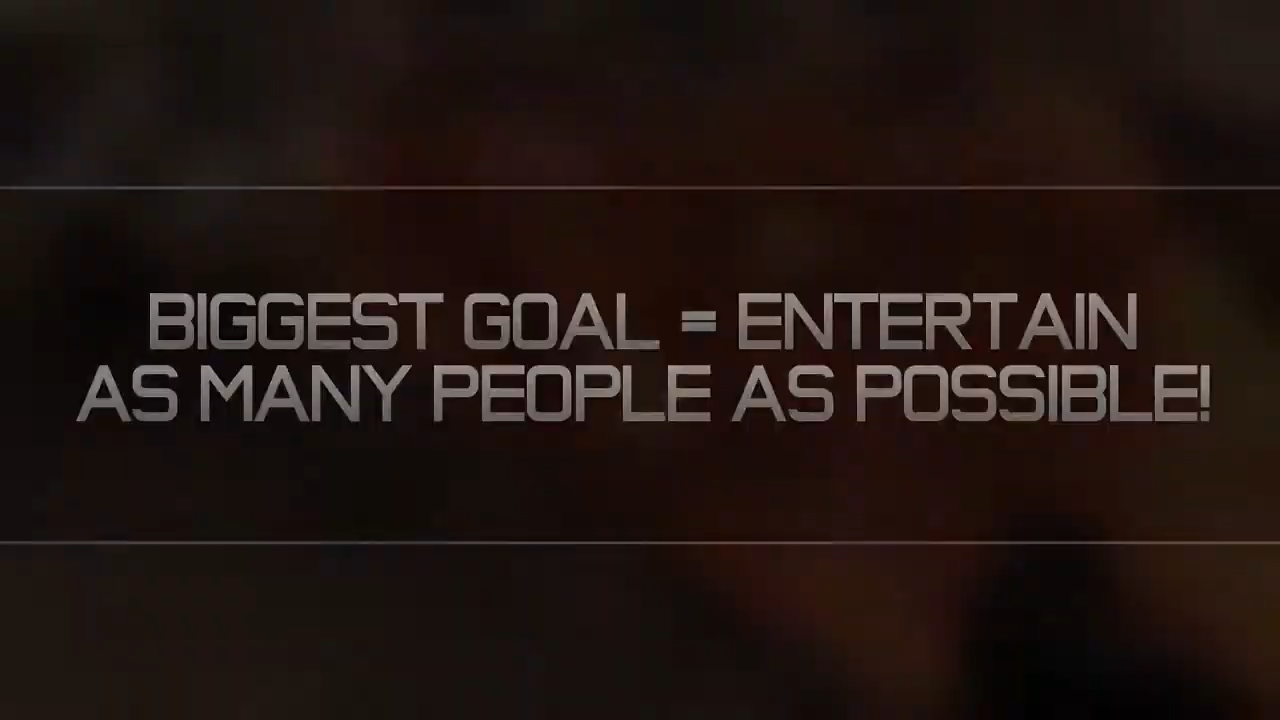 BIGGEST GOAL = ENTERTAIN
AS MANY PEOPLE AS POSSIBLE!